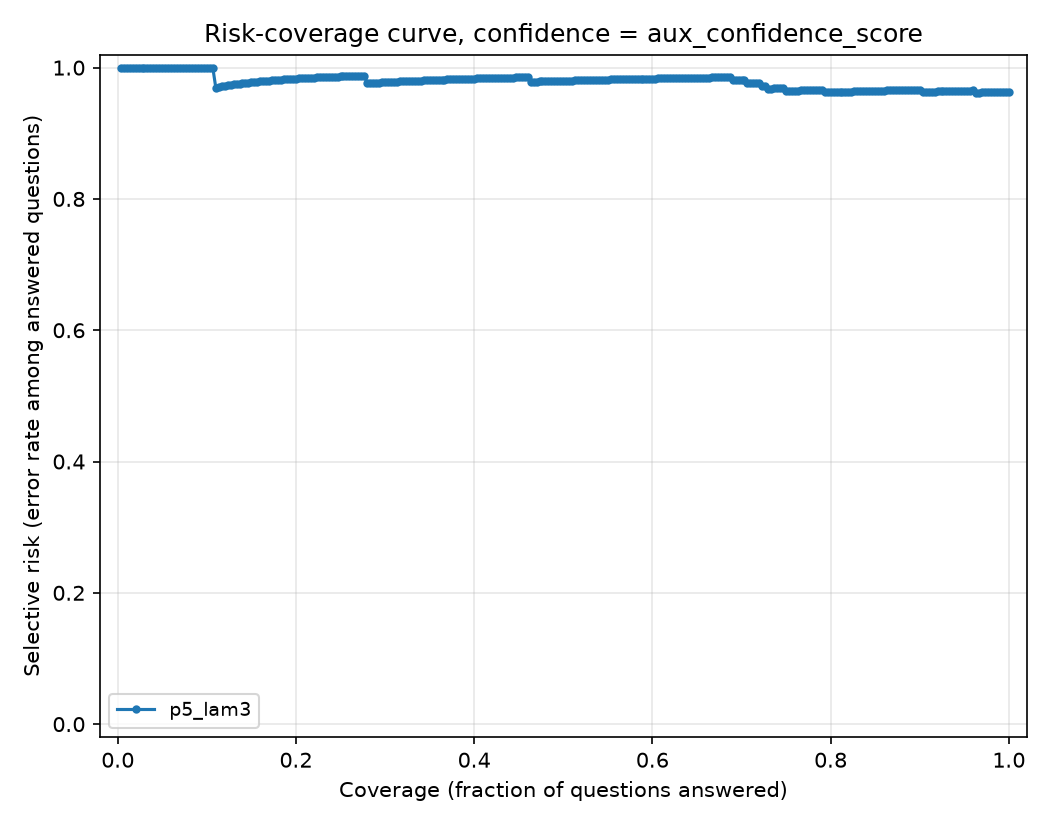 Risk-coverage curve, confidence = aux_confidence_score
Selective risk (error rate among answered questions)
1.0
0.8
0.6
0.4
0.2
0.0
p5_lam3
0.0 0.2 0.4 0.6 0.8 1.0
Coverage (fraction of questions answered)